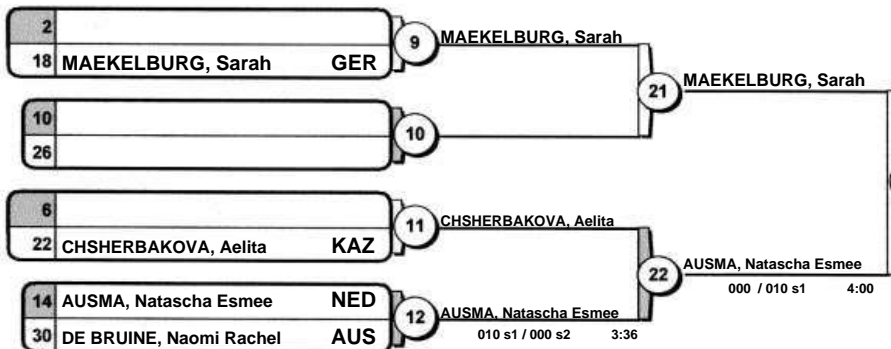 2
9 MAEKELBURG, Sarah
18 MAEKELBURG, Sarah GER
21 MAEKELBURG, Sarah
10
10
26
6
11 CHSHERBAKOVA, Aelita
22 CHSHERBAKOVA, Aelita KAZ
22 AUSMA, Natascha Esmee
000 / 010 s1 4:00
14 AUSMA, Natascha Esmee NED
12 AUSMA, Natascha Esmee
30 DE BRUINE, Naomi Rachel AUS
010 s1 / 000 s2 3:36